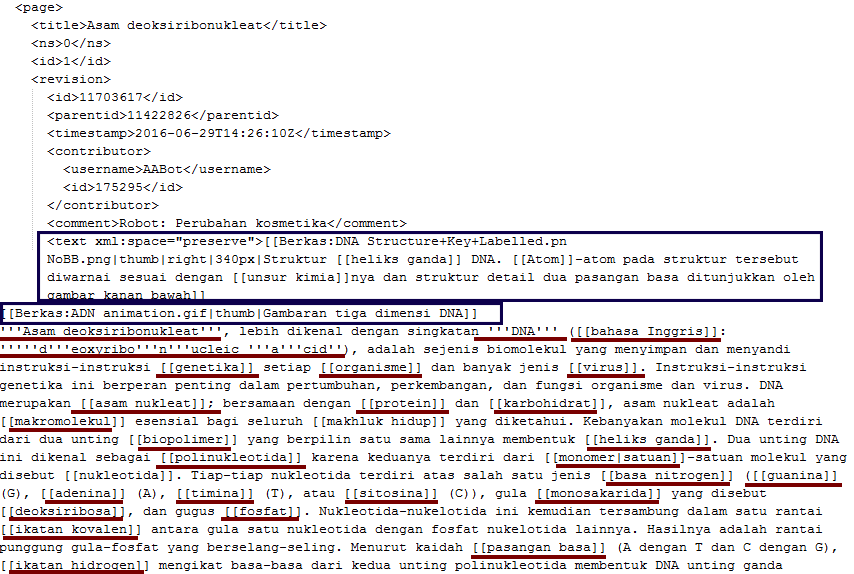 <page>
<title>Asam deoksiribonukleat</title>
<ns>0</ns>
<id>1</id>
<revision>
<id>11703617</id>
<parentid>11422826</parentid>
<timestamp>2016-06-29T14:26:10Z</timestamp>
<contributor>
<username>AABot</username>
<id>175295</id>
</contributor>
<comment>Robot: Perubahan kosmetika</comment>
<text xml:space="preserve">[[Berkas:DNA Structure+Key+Labelled.pn
NoBB.png|thumb|right|340px|Struktur [[heliks ganda]] DNA. [[Atom]]-atom pada struktur tersebut
diwarnai sesuai dengan [[unsur kimia]]nya dan struktur detail dua pasangan basa ditunjukkan oleh
gambar kanan bawah]]
[[Berkas:ADN animation.gif|thumb|Gambaran tiga dimensi DNA]]
'''Asam deoksiribonukleat''', lebih dikenal dengan singkatan '''DNA''' ([[bahasa Inggris]]:
'''''d'''eoxyribo'''n'''ucleic '''a'''cid''), adalah sejenis biomolekul yang menyimpan dan menyandi
instruksi-instruksi [[genetika]] setiap [[organisme]] dan banyak jenis [[virus]]. Instruksi-instruksi
genetika ini berperan penting dalam pertumbuhan, perkembangan, dan fungsi organisme dan virus. DNA
merupakan [[asam nukleat]]; bersamaan dengan [[protein]] dan [[karbohidrat]], asam nukleat adalah
[[makromolekul]] esensial bagi seluruh [[makhluk hidup]] yang diketahui. Kebanyakan molekul DNA terdiri
dari dua unting [[biopolimer]] yang berpilin satu sama lainnya membentuk [[heliks ganda]]. Dua unting DNA
ini dikenal sebagai [[polinukleotida]] karena keduanya terdiri dari [[monomer|satuan]]-satuan molekul yang
disebut [[nukleotida]]. Tiap-tiap nukleotida terdiri atas salah satu jenis [[basa nitrogen]] ([[guanina]]
(G), [[adenina]] (A), [[timina]] (T), atau [[sitosina]] (C)), gula [[monosakarida]] yang disebut
[[deoksiribosa]], dan gugus [[fosfat]]. Nukleotida-nukelotida ini kemudian tersambung dalam satu rantai
[[ikatan kovalen]] antara gula satu nukleotida dengan fosfat nukelotida lainnya. Hasilnya adalah rantai
punggung gula-fosfat yang berselang-seling. Menurut kaidah [[pasangan basa]] (A dengan T dan C dengan G),
[[ikatan hidrogen]] mengikat basa-basa dari kedua unting polinukleotida membentuk DNA unting ganda